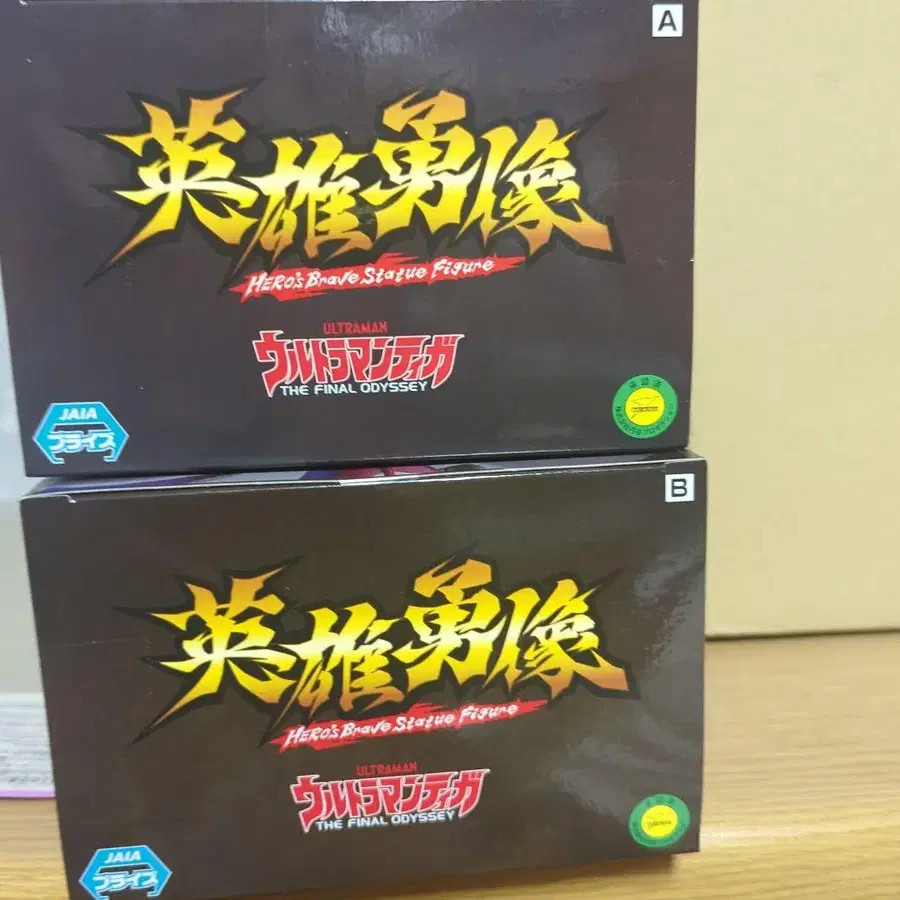 A
英雄勇像
HERO'S Brave Statue Figure
ULTRAMAN
ウルトラマンティガ
THE FINAL ODYSSEY
JAIA
プライズ
B
英雄勇像
HERO'S Brave Statue Figure
ULTRAMAN
ウルトラマンティガ
THE FINAL ODYSSEY
JAIA
プライズ